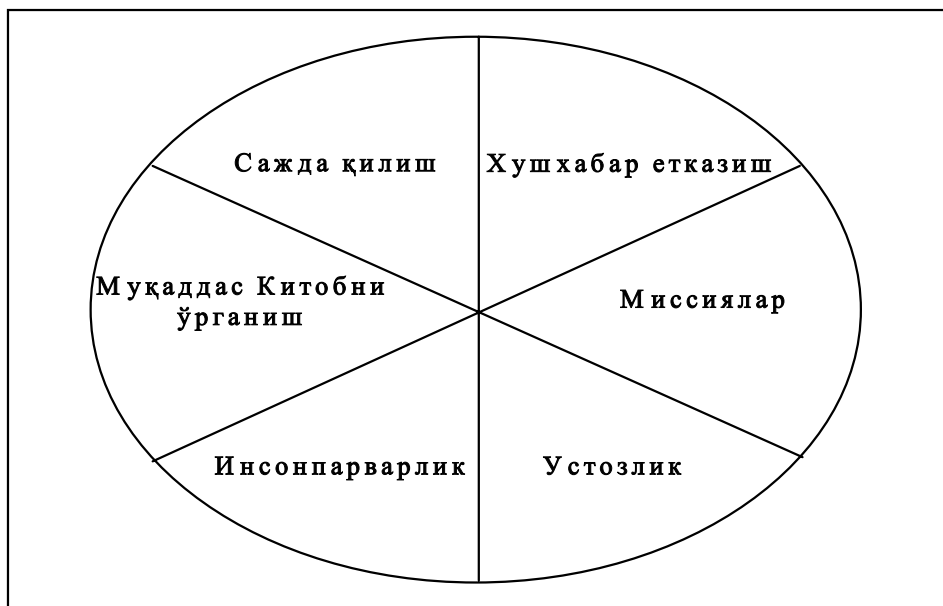 Сажда қилиш
Хушхабар етказиш
Муқаддас Китобни
ўрганиш
Миссиялар
Инсонпарварлик
Устозлик